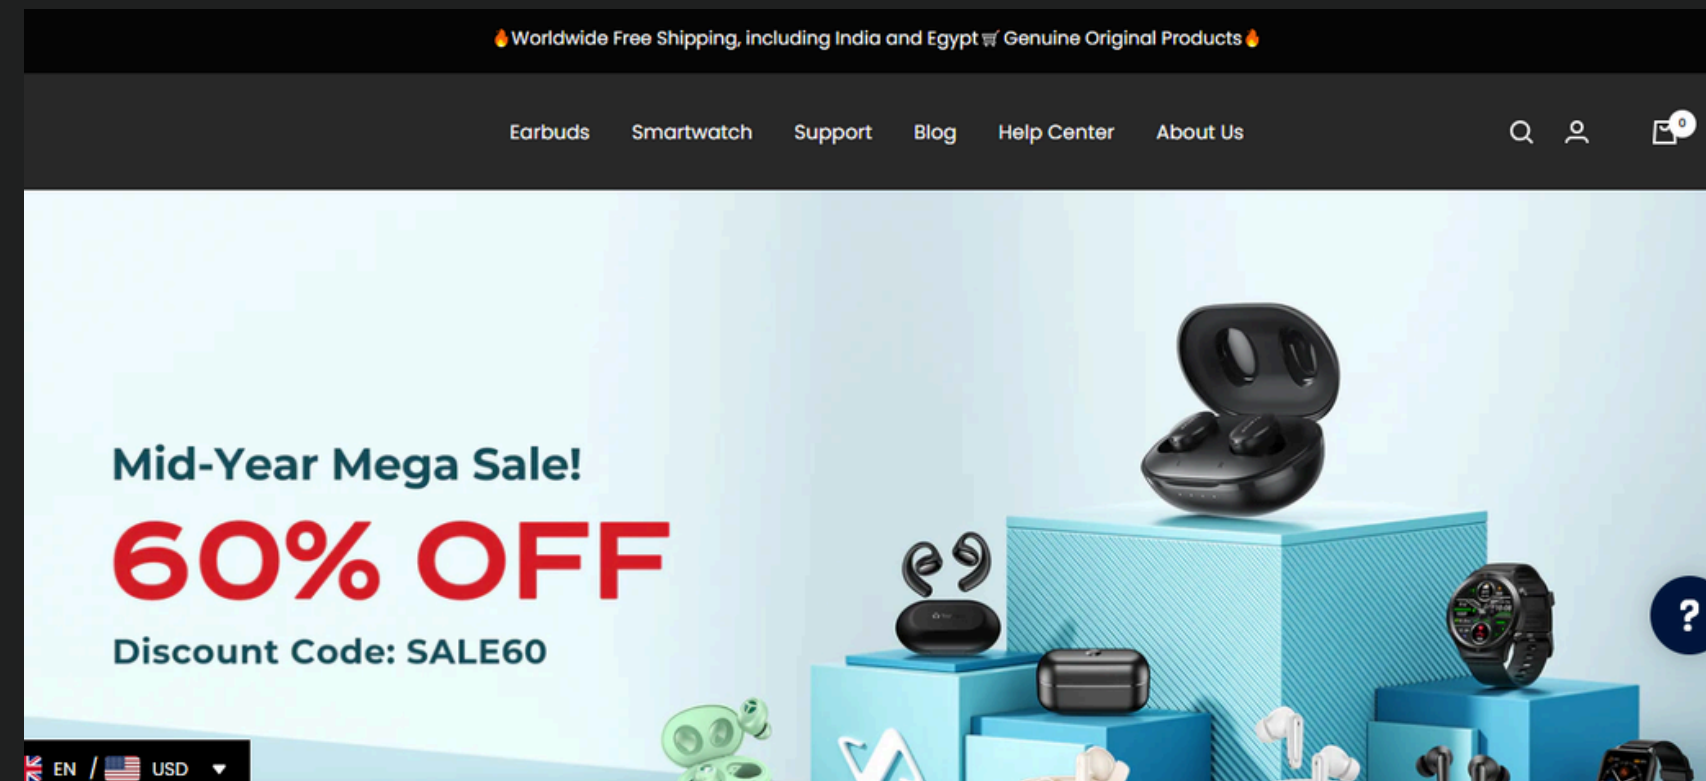 🔥Worldwide Free Shipping, including India and Egypt🛒 Genuine Original Products🔥
Earbuds Smartwatch Support Blog Help Center About Us
0
Mid-Year Mega Sale!
60% OFF
Discount Code: SALE60
?
EN / USD ▼